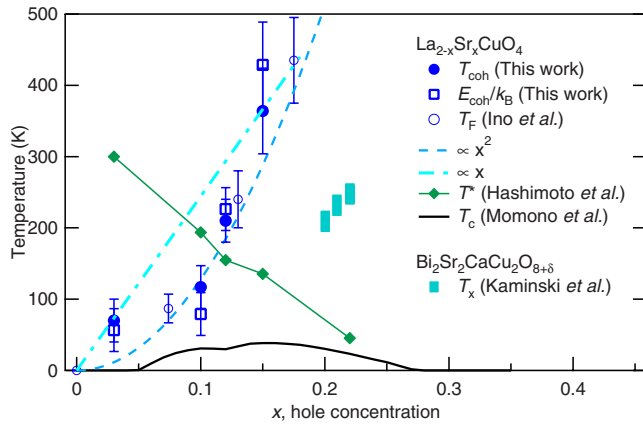 500
400
300
200
100
0
Temperature (K)
0
0.1
0.2
0.3
0.4
x, hole concentration
La2-xSrxCuO4
Tcoh (This work)
Ecoh/kB (This work)
TF (Ino et al.)
∝ x²
∝ x
T* (Hashimoto et al.)
Tc (Momono et al.)
Bi2Sr2CaCu2O8+δ
Tx (Kaminski et al.)